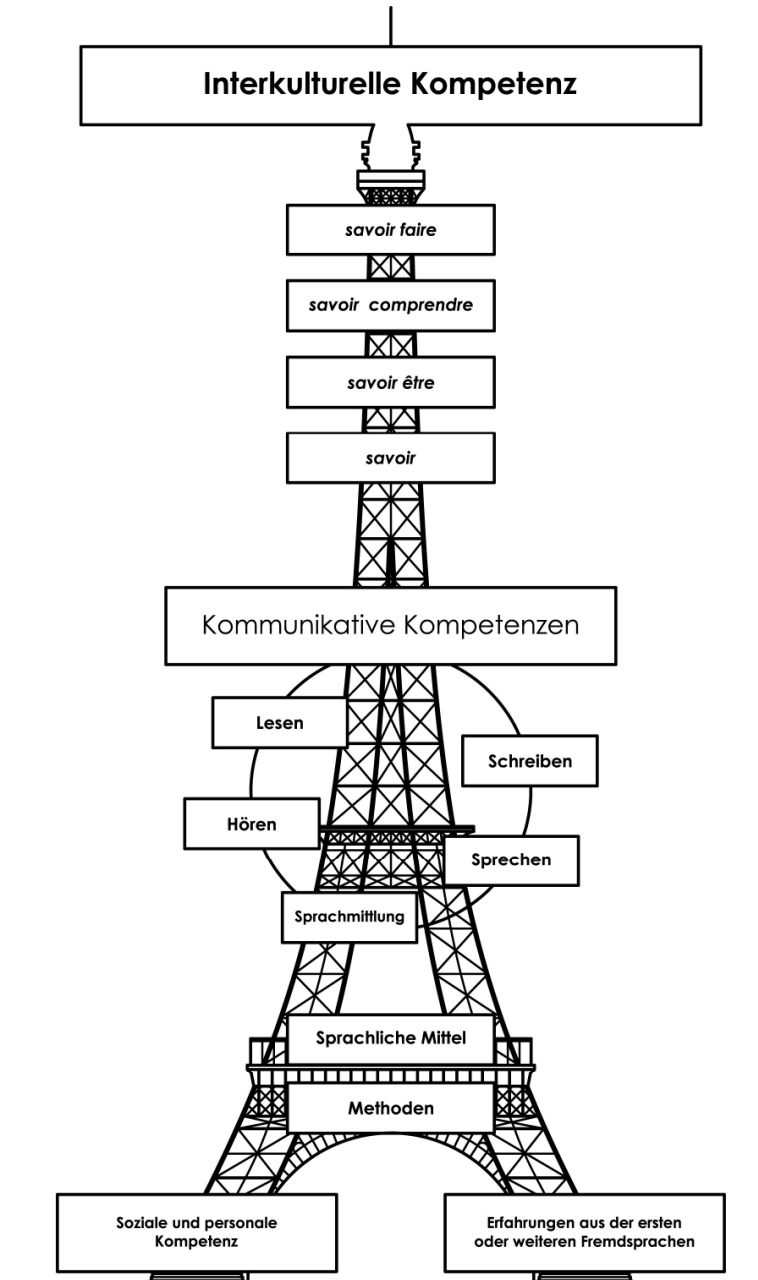 Interkulturelle Kompetenz
savoir faire
savoir comprendre
savoir être
savoir
Kommunikative Kompetenzen
Lesen
Schreiben
Hören
Sprechen
Sprachmittlung
Sprachliche Mittel
Methoden
Soziale und personale
Kompetenz
Erfahrungen aus der ersten
oder weiteren Fremdsprachen